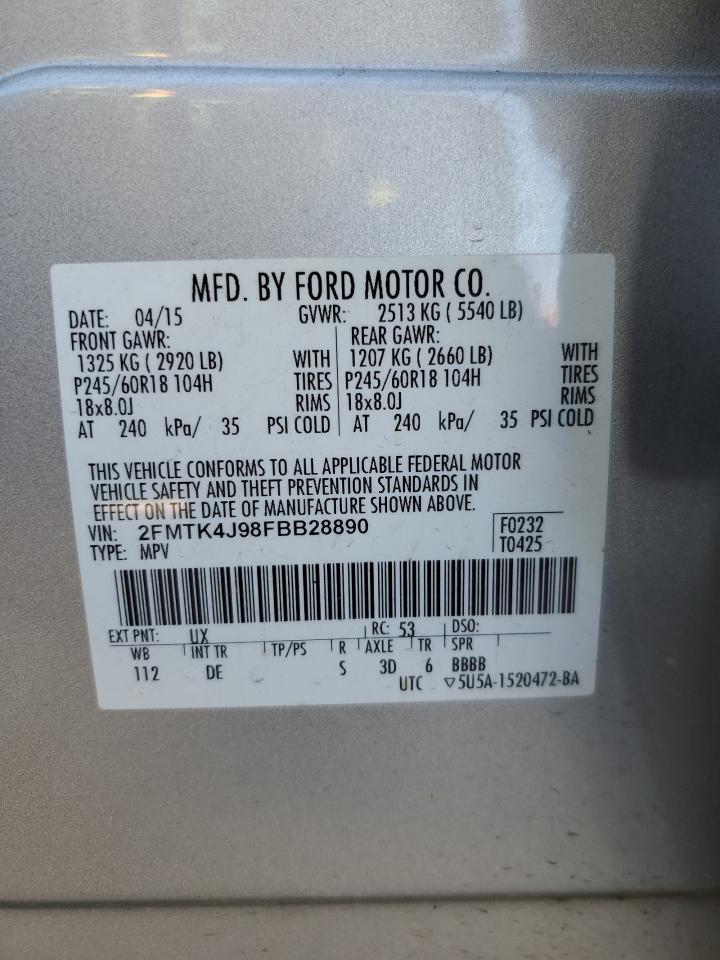 MFD. BY FORD MOTOR CO.
DATE: 04/15 GVWR: 2513 KG ( 5540 LB)
FRONT GAWR: REAR GAWR:
1325 KG ( 2920 LB) WITH 1207 KG ( 2660 LB) WITH
P245/60R18 104H TIRES P245/60R18 104H TIRES
18x8.0J RIMS 18x8.0J RIMS
AT 240 kPa/ 35 PSI COLD AT 240 kPa/ 35 PSI COLD
THIS VEHICLE CONFORMS TO ALL APPLICABLE FEDERAL MOTOR
VEHICLE SAFETY AND THEFT PREVENTION STANDARDS IN
EFFECT ON THE DATE OF MANUFACTURE SHOWN ABOVE.
VIN: 2FMTK4J98FBB28890 F0232
TYPE: MPV T0425
EXT PNT: UX RC: 53 DSO:
WB INT TR TP/PS R AXLE TR SPR
112 DE S 3D 6 BBBB
UTC ▽5U5A-1520472-BA